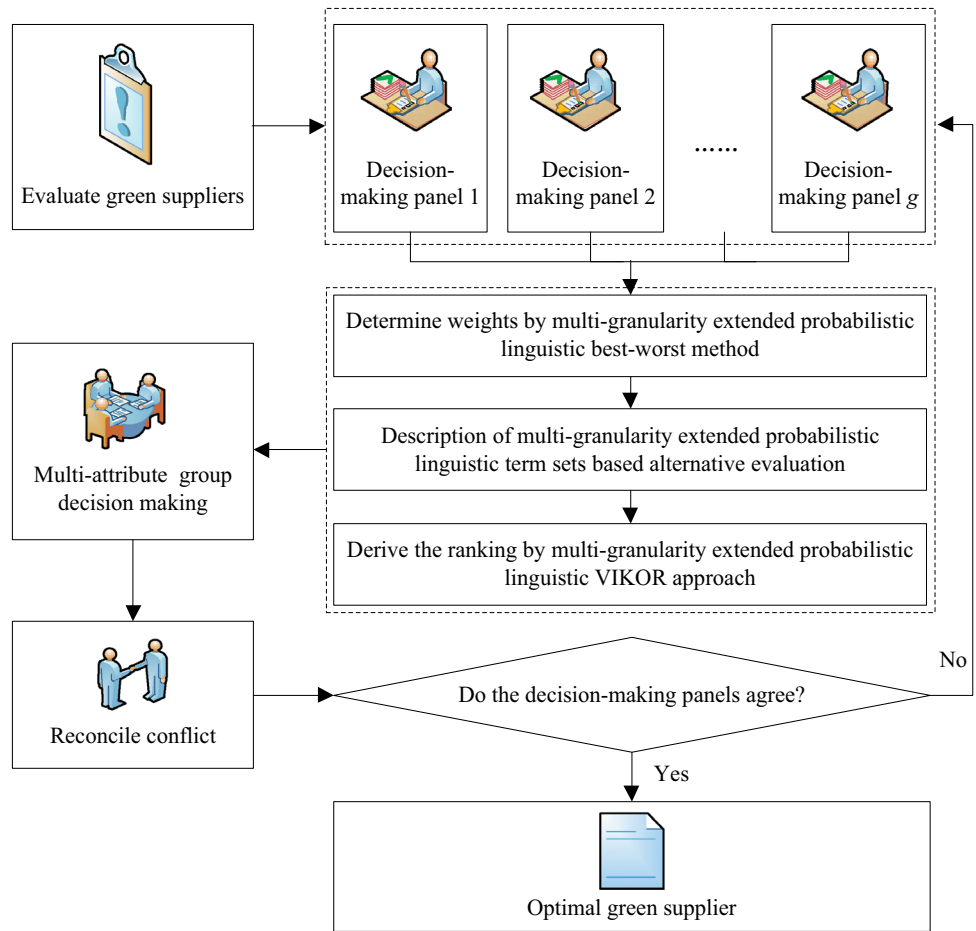 Evaluate green suppliers
Decision-
making panel 1
Decision-
making panel 2
......
Decision-
making panel g
Determine weights by multi-granularity extended probabilistic
linguistic best-worst method
Description of multi-granularity extended probabilistic
linguistic term sets based alternative evaluation
Derive the ranking by multi-granularity extended probabilistic
linguistic VIKOR approach
Multi-attribute group
decision making
Reconcile conflict
Do the decision-making panels agree?
No
Yes
Optimal green supplier